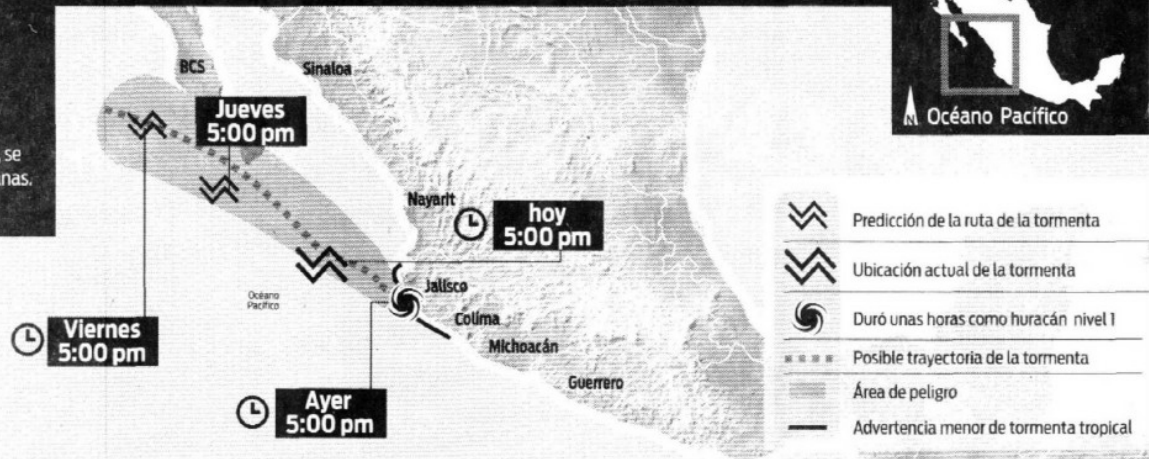 se
nas.
BCS
Sinaloa
Jueves
5:00 pm
Nayarit
hoy
5:00 pm
Océano
Pacífico
Jalisco
Colima
Michoacán
Guerrero
Viernes
5:00 pm
Ayer
5:00 pm
N Océano Pacífico
Predicción de la ruta de la tormenta
Ubicación actual de la tormenta
Duró unas horas como huracán nivel 1
Posible trayectoria de la tormenta
Área de peligro
Advertencia menor de tormenta tropical